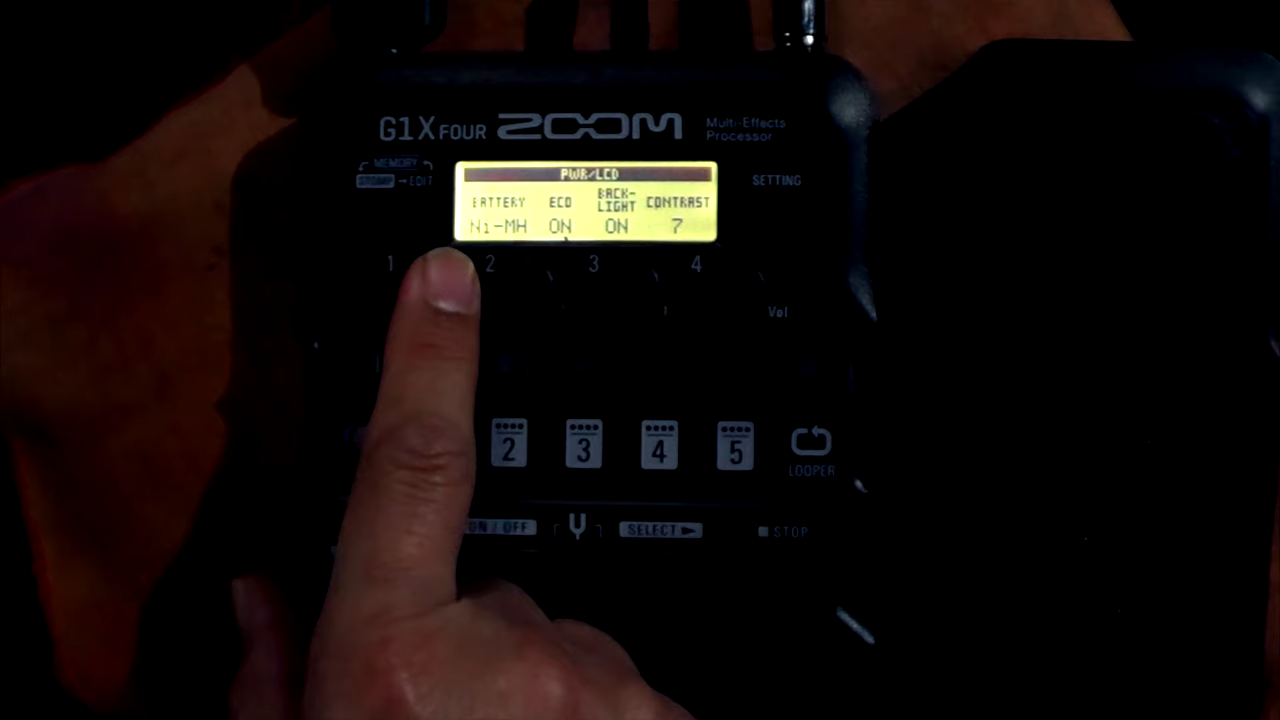 G1X FOUR ZOOM Multi-Effects
Processor
MEMORY
STOMP → EDIT
SETTING
PWR/LCD
BATTERY ECO BACK-
LIGHT CONTRAST
Ni-MH ON ON 7
1 2 3 4
Vol
2 3 4 5
LOOPER
ON / OFF SELECT ► ■ STOP